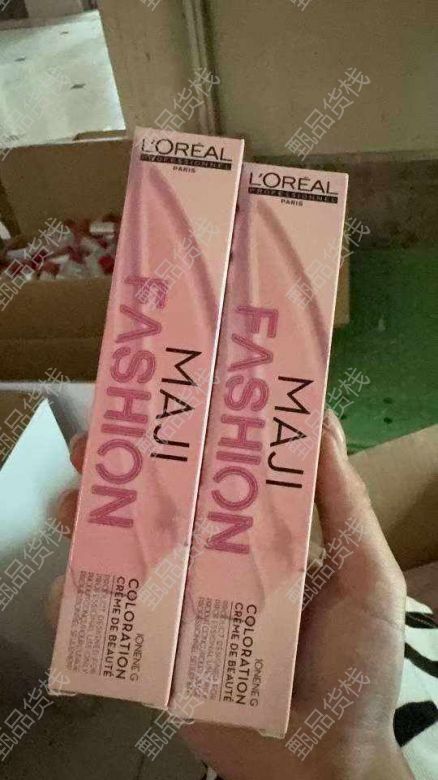 L'ORÉAL
PROFESSIONNEL
PARIS
MAJI
FASHION
IONENE G
COLORATION
CRÈME DE BEAUTÉ
L'ORÉAL
PROFESSIONNEL
PARIS
MAJI
FASHION
IONENE G
COLORATION
CRÈME DE BEAUTÉ
甄品货栈